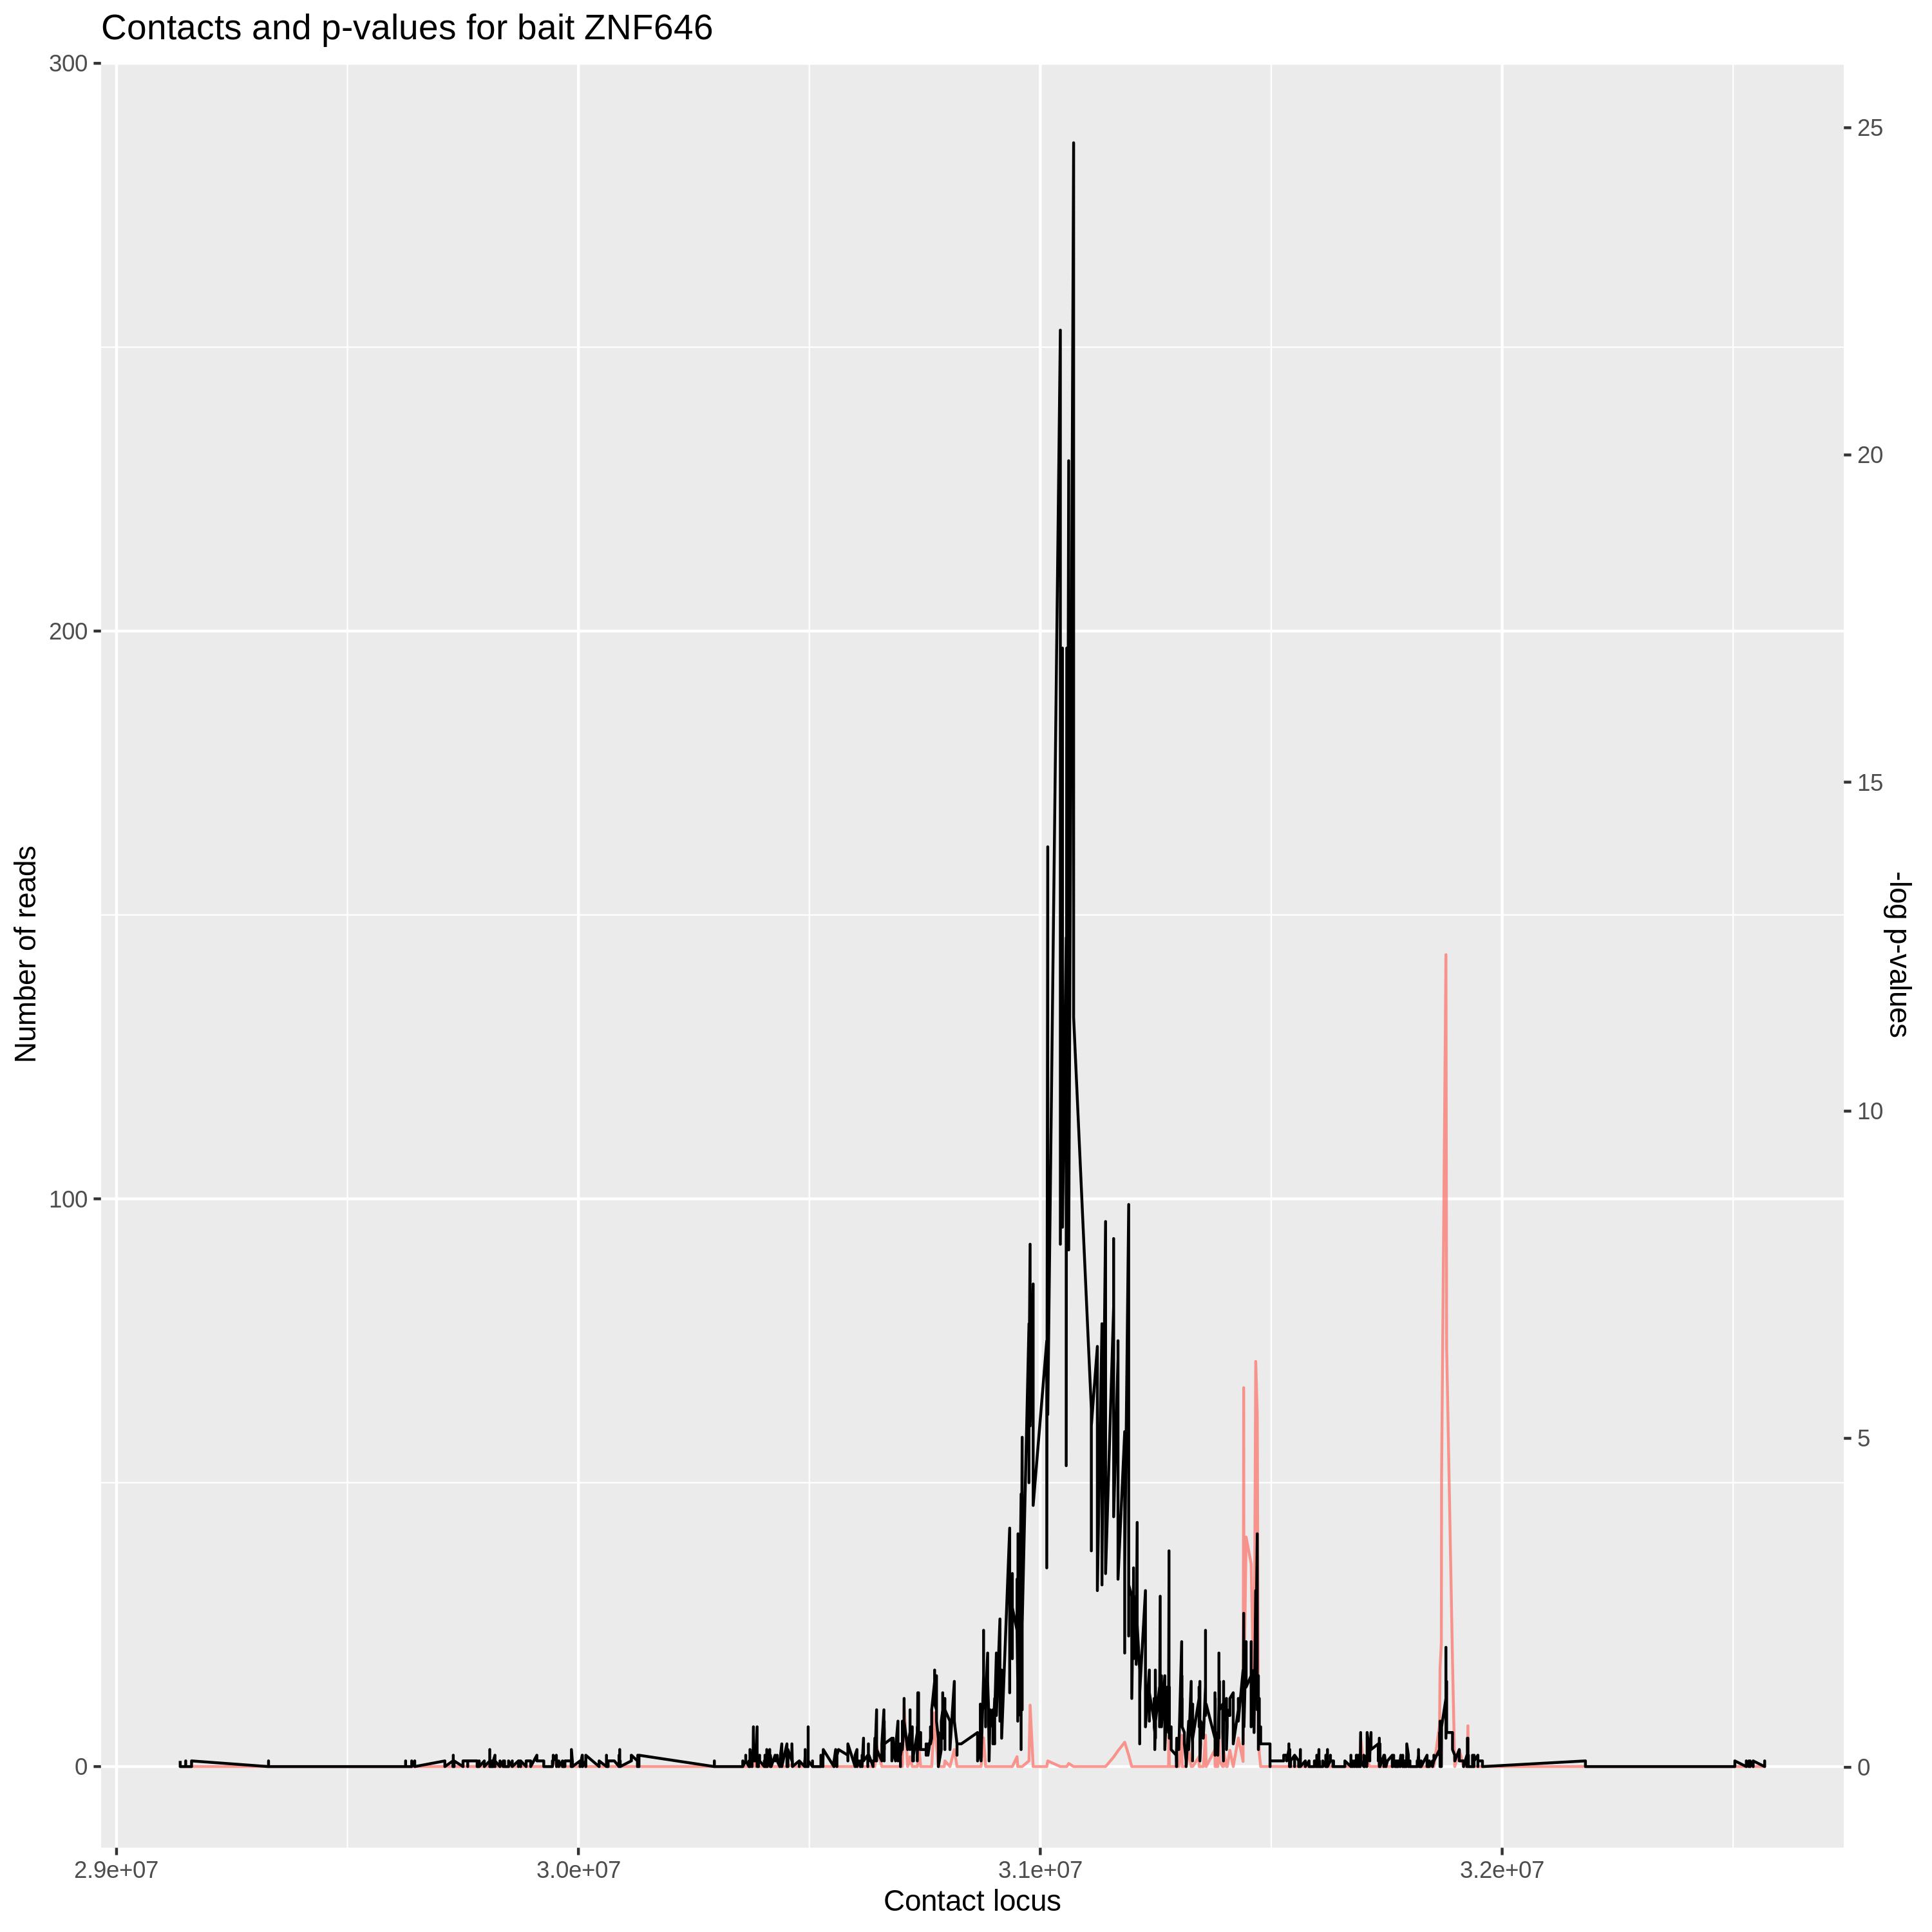 Contacts and p-values for bait ZNF646
300
200
100
0
Number of reads
25
20
15
10
5
0
-log p-values
2.9e+07
3.0e+07
3.1e+07
3.2e+07
Contact locus